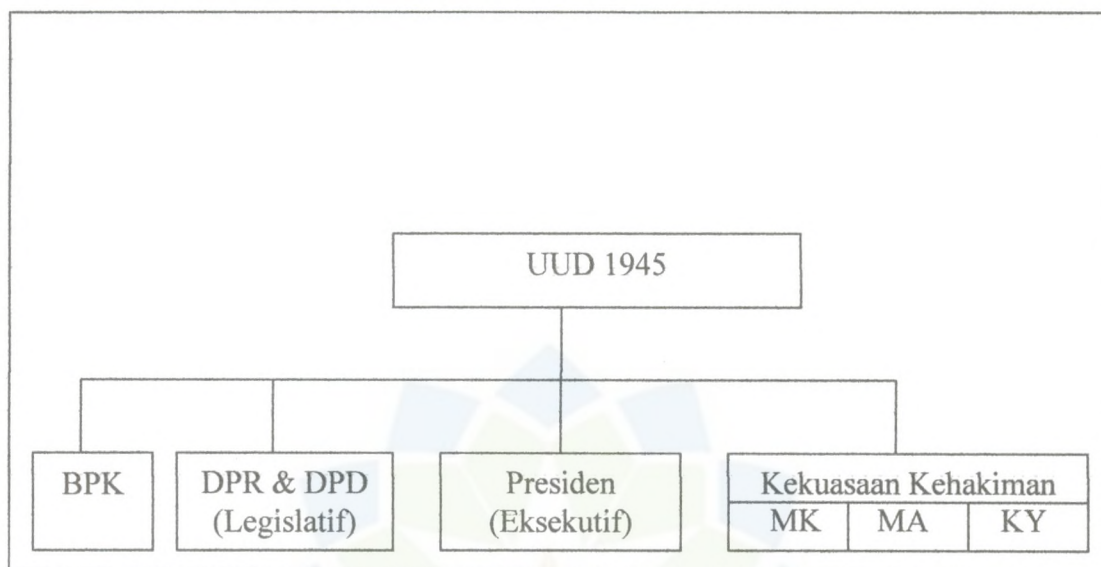 UUD 1945
BPK
DPR & DPD
(Legislatif)
Presiden
(Eksekutif)
Kekuasaan Kehakiman
MK MA KY